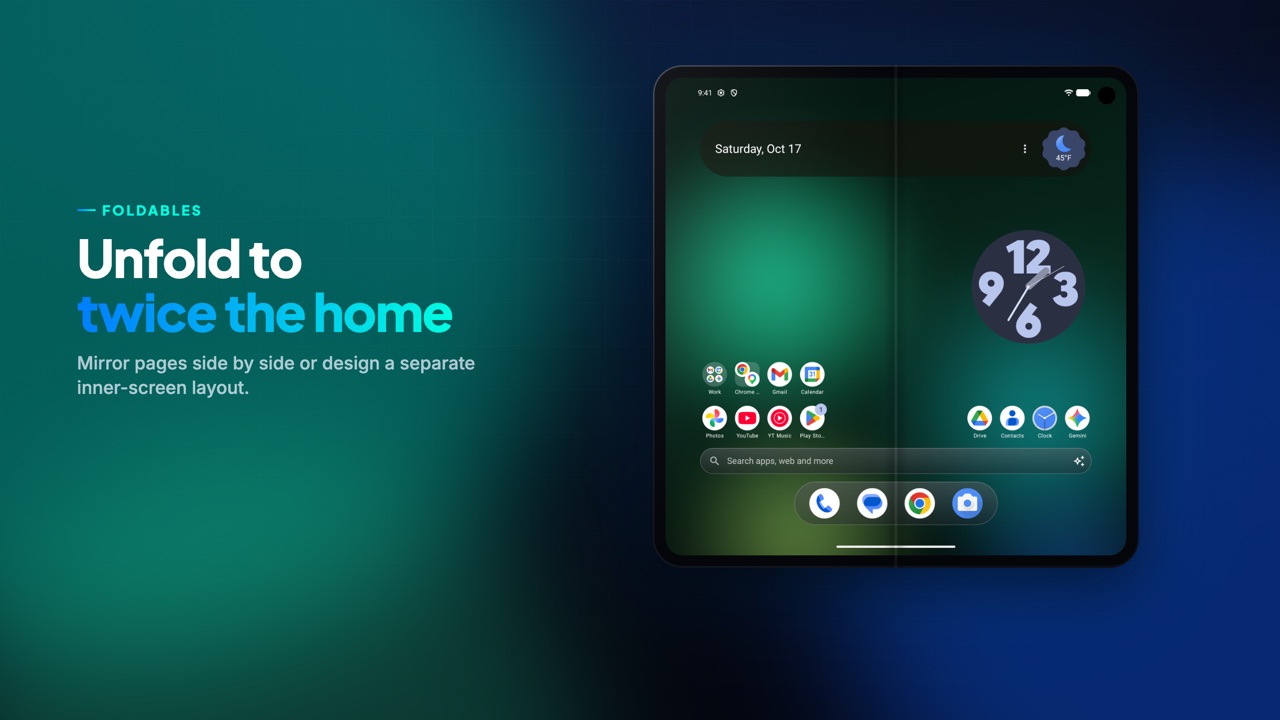 FOLDABLES
Unfold to
twice the home
Mirror pages side by side or design a separate
inner-screen layout.
9:41
Saturday, Oct 17
45°F
12
9 3
6
Work Chrome .. Gmail Calendar
31
Photos YouTube YT Music Play Sto..
1
Drive Contacts Clock Gemini
Search apps, web and more